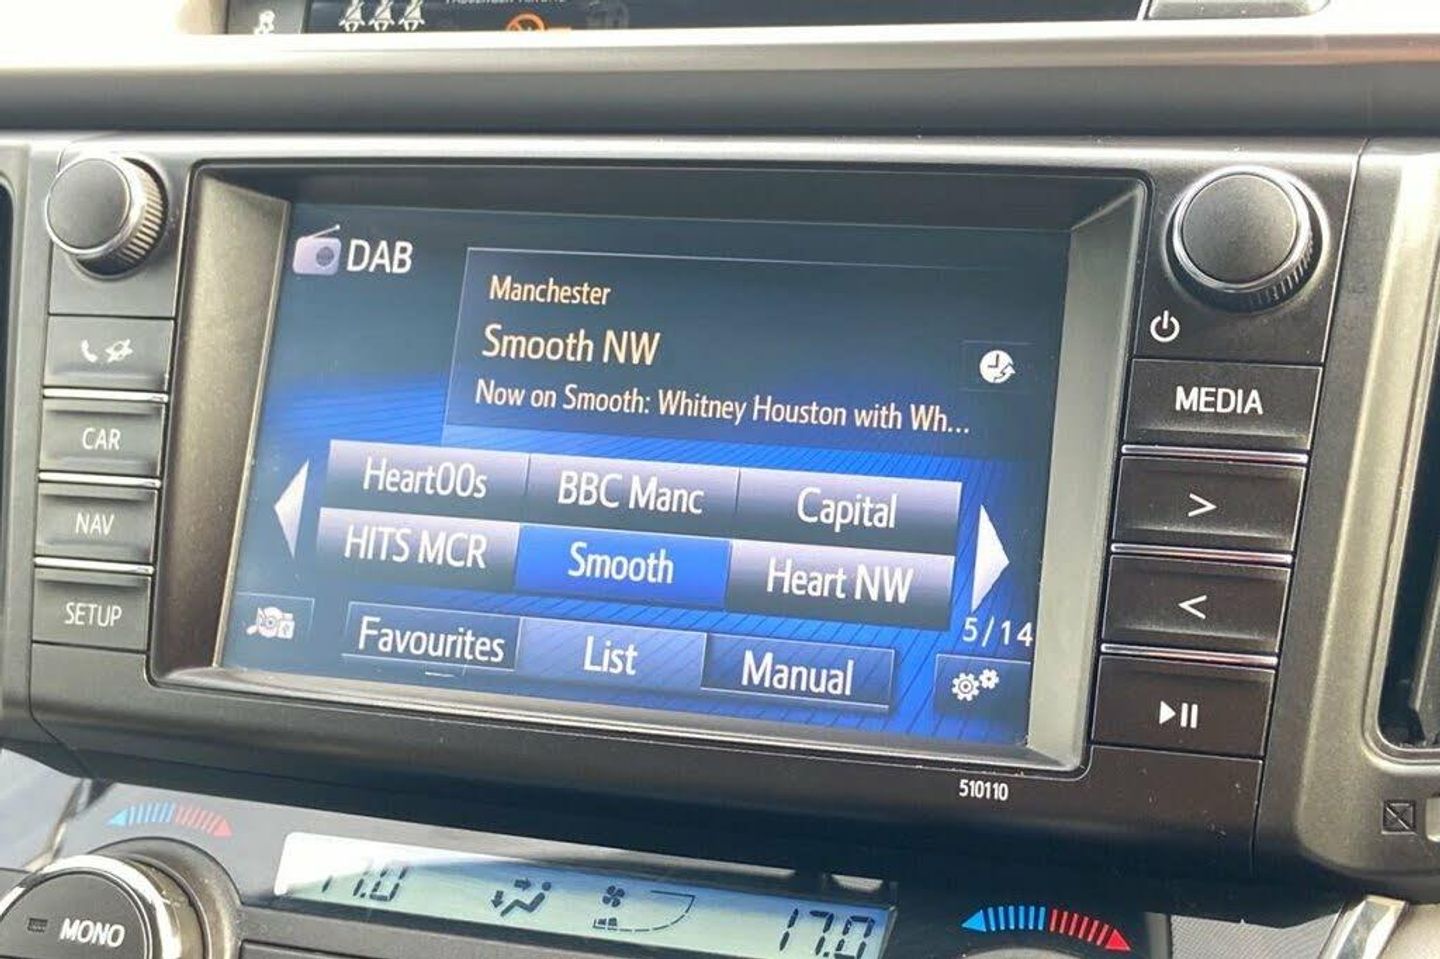 DAB
Manchester
Smooth NW
Now on Smooth: Whitney Houston with Wh...
Heart00s BBC Manc Capital
HITS MCR Smooth Heart NW
5/14
Favourites List Manual
CAR
NAV
SETUP
MEDIA
>
<
510110
17.0 17.0
MONO